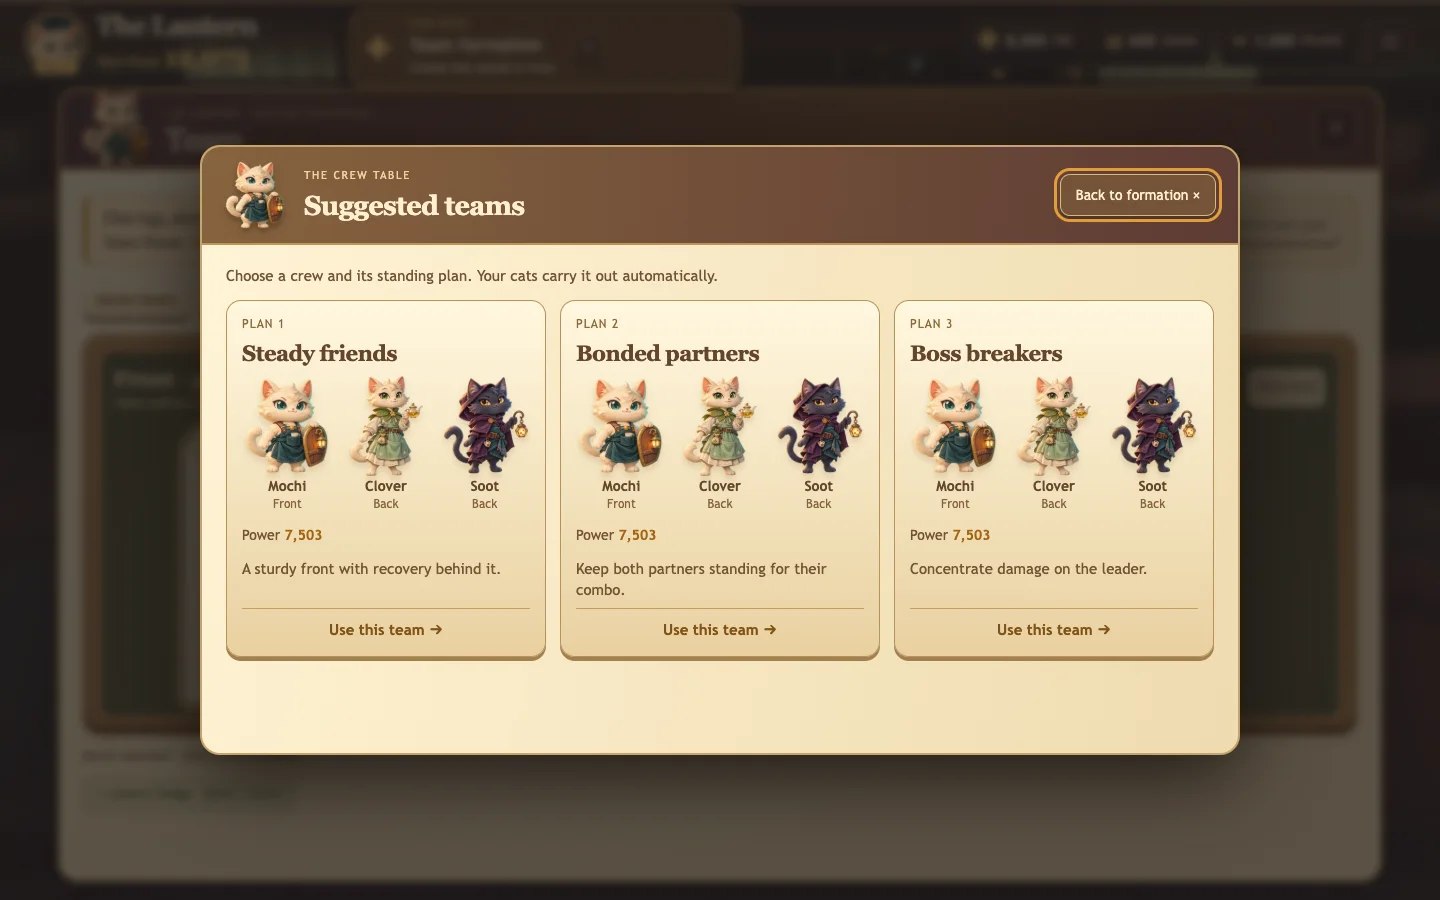 The Lantern
Team formation
THE CREW TABLE
Suggested teams
Back to formation ×
Choose a crew and its standing plan. Your cats carry it out automatically.
PLAN 1
Steady friends
Mochi
Front
Clover
Back
Soot
Back
Power 7,503
A sturdy front with recovery behind it.
Use this team →
PLAN 2
Bonded partners
Mochi
Front
Clover
Back
Soot
Back
Power 7,503
Keep both partners standing for their
combo.
Use this team →
PLAN 3
Boss breakers
Mochi
Front
Clover
Back
Soot
Back
Power 7,503
Concentrate damage on the leader.
Use this team →